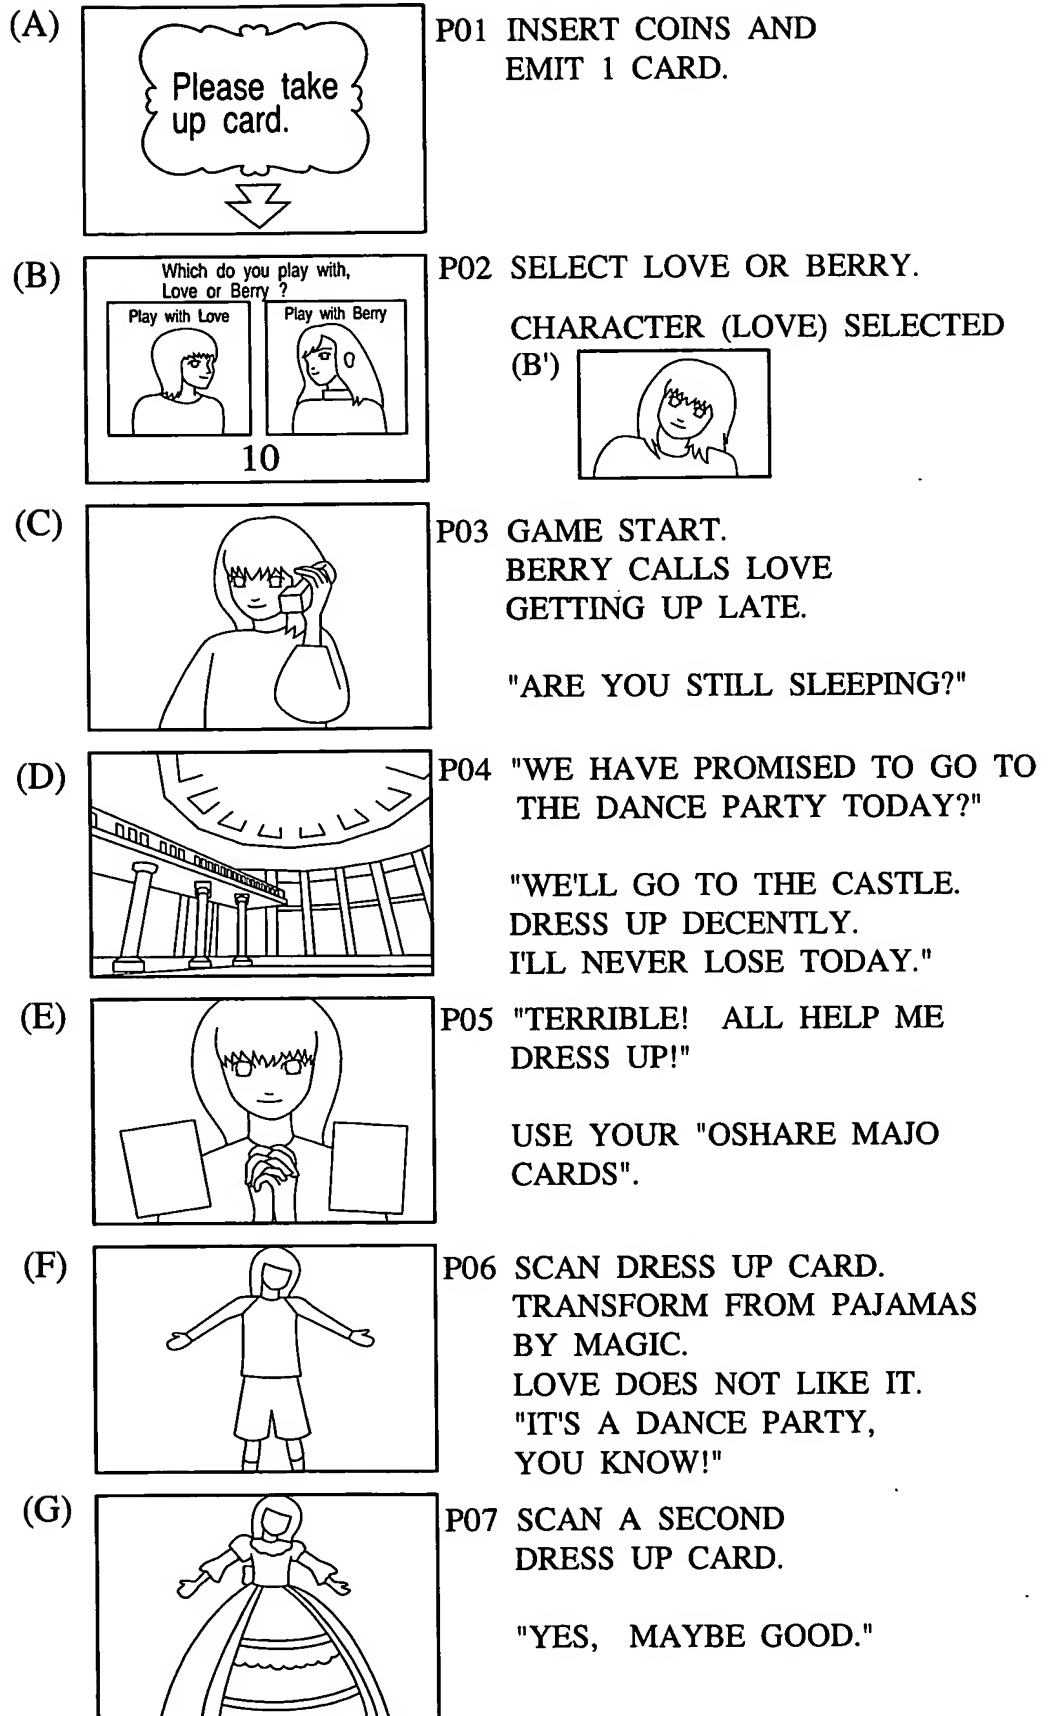 (A)
Please take
up card.
P01 INSERT COINS AND
EMIT 1 CARD.
(B)
Which do you play with,
Love or Berry ?
Play with Love
Play with Berry
10
P02 SELECT LOVE OR BERRY.
CHARACTER (LOVE) SELECTED
(B')
(C)
P03 GAME START.
BERRY CALLS LOVE
GETTING UP LATE.
"ARE YOU STILL SLEEPING?"
(D)
P04 "WE HAVE PROMISED TO GO TO
THE DANCE PARTY TODAY?"
"WE'LL GO TO THE CASTLE.
DRESS UP DECENTLY.
I'LL NEVER LOSE TODAY."
(E)
P05 "TERRIBLE! ALL HELP ME
DRESS UP!"
USE YOUR "OSHARE MAJO
CARDS".
(F)
P06 SCAN DRESS UP CARD.
TRANSFORM FROM PAJAMAS
BY MAGIC.
LOVE DOES NOT LIKE IT.
"IT'S A DANCE PARTY,
YOU KNOW!"
(G)
P07 SCAN A SECOND
DRESS UP CARD.
"YES, MAYBE GOOD."